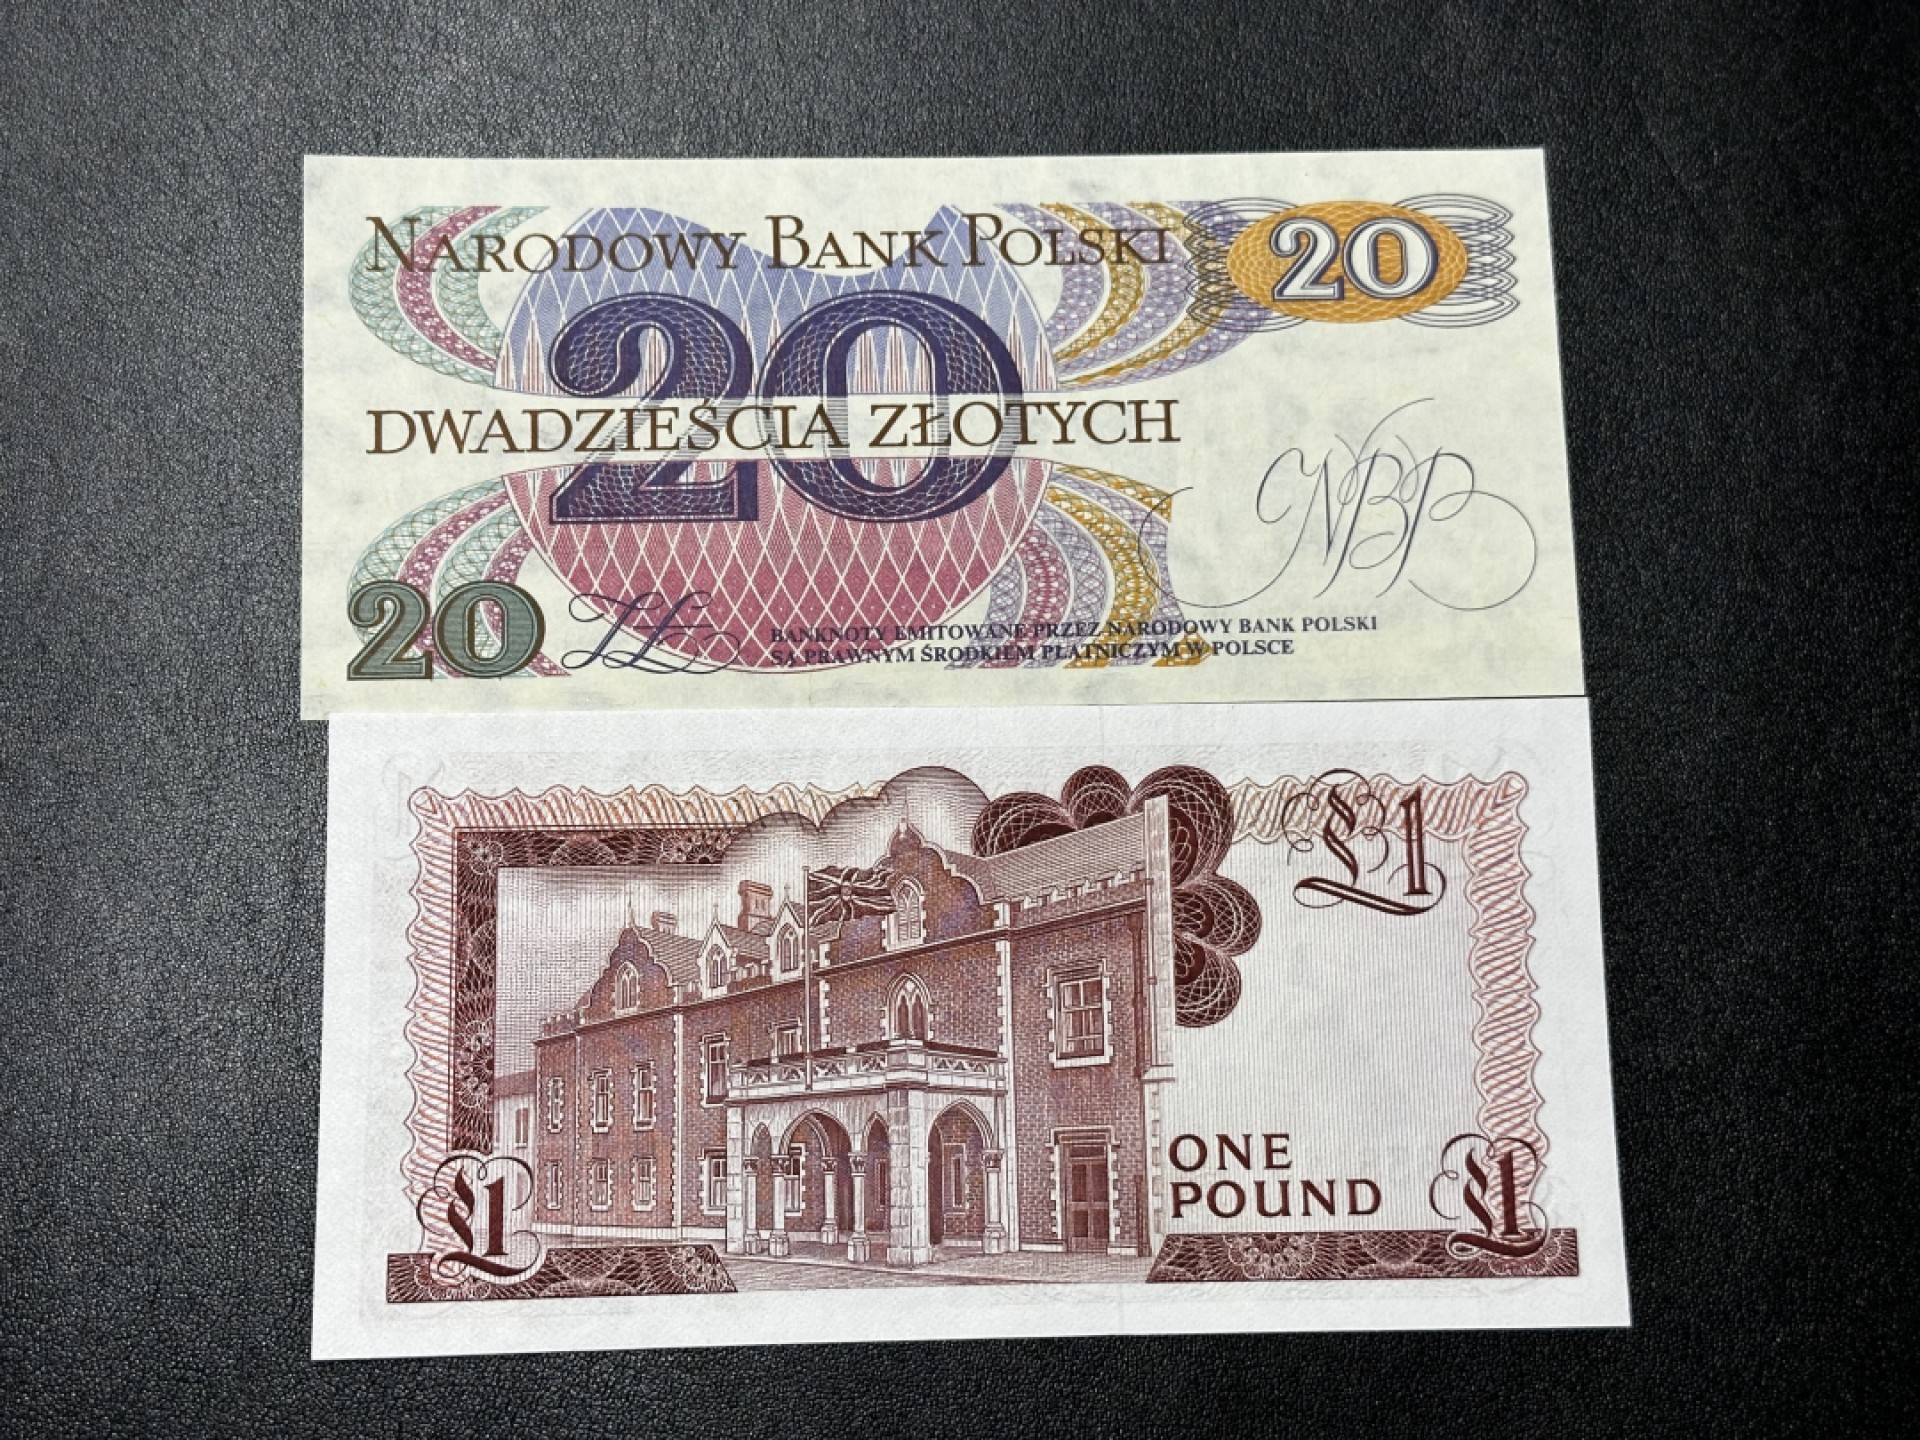 NARODOWY BANK POLSKI
20
20
DWADZIEŚCIA ZŁOTYCH
NBP
20
BANKNOTY EMITOWANE PRZEZ NARODOWY BANK POLSKI
SĄ PRAWNYM ŚRODKIEM PŁATNICZYM W POLSCE
£1
ONE
POUND
£1
£1